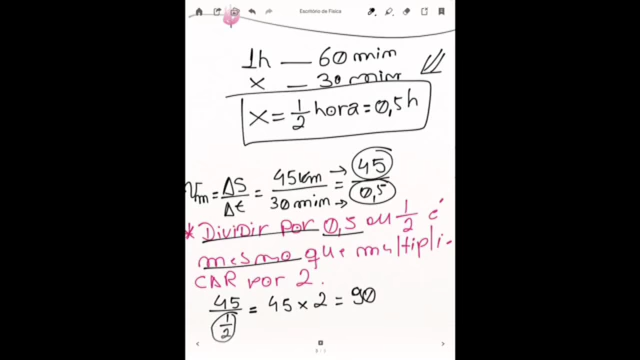 Escritório de Física
1h — 60 min
x — 30 min
x = 1/2 hora = 0,5h
Vm = ΔS/Δt = 45km/30min → 45/0,5
* Dividir por 0,5 ou 1/2 é
mesmo que multipli-
CAR por 2.
45/(1/2) = 45 × 2 = 90